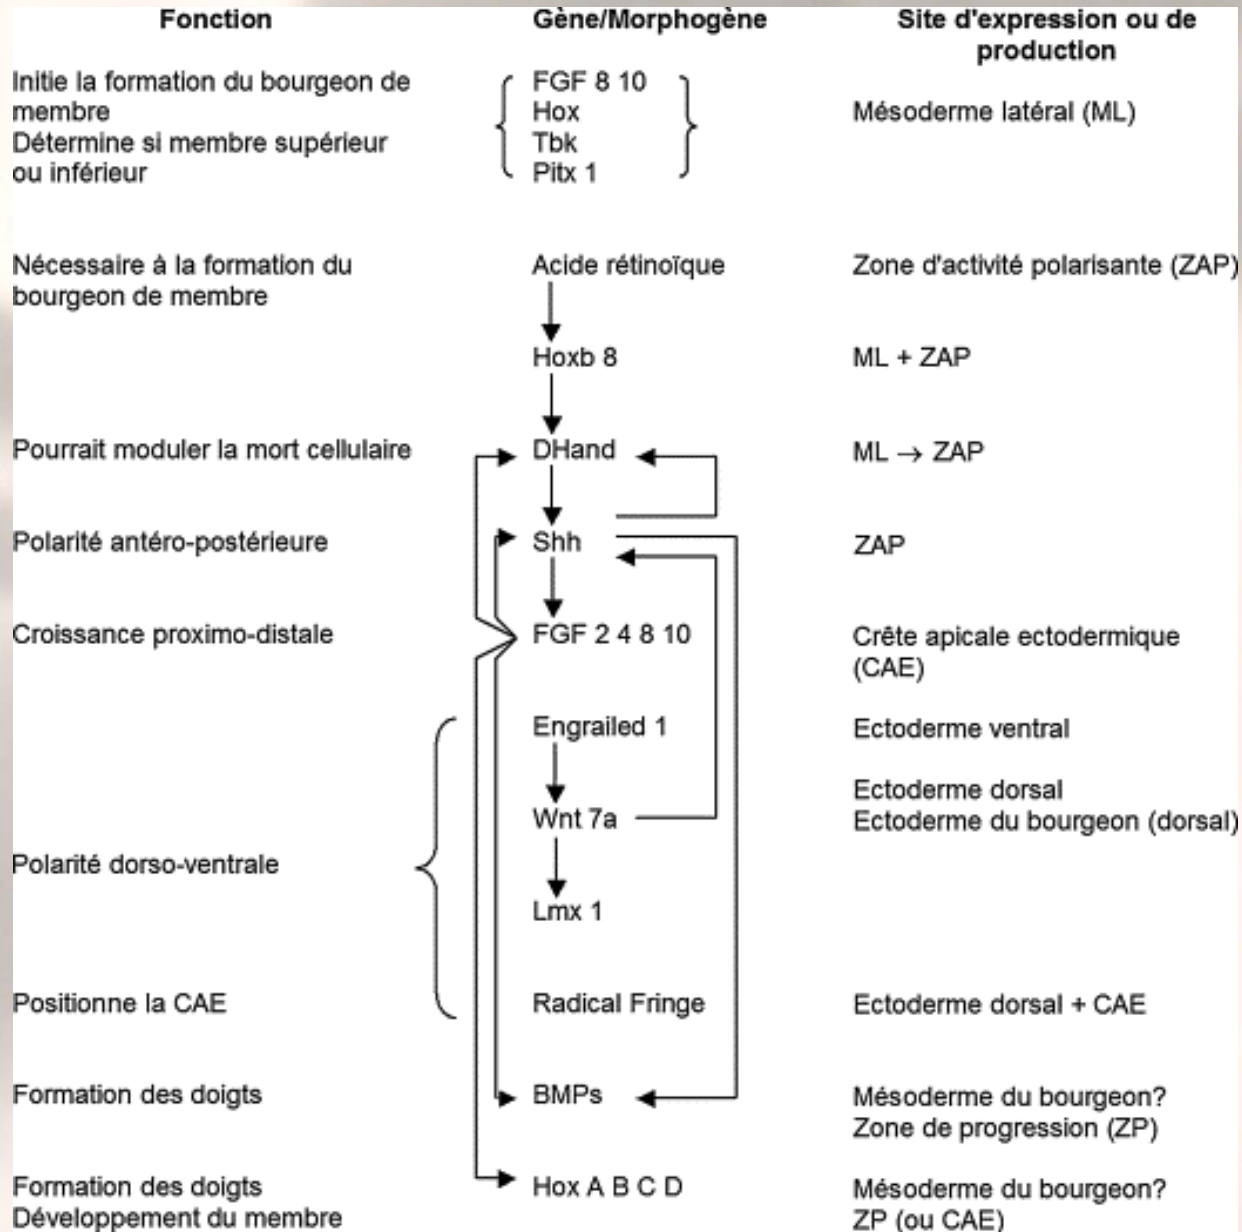 Fonction Gène/Morphogène Site d'expression ou de
production
Initie la formation du bourgeon de FGF 8 10
membre Hox Mésoderme latéral (ML)
Détermine si membre supérieur Tbk
ou inférieur Pitx 1
Nécessaire à la formation du Acide rétinoïque Zone d'activité polarisante (ZAP)
bourgeon de membre
Hoxb 8 ML + ZAP
Pourrait moduler la mort cellulaire DHand ML → ZAP
Polarité antéro-postérieure Shh ZAP
Croissance proximo-distale FGF 2 4 8 10 Crête apicale ectodermique
(CAE)
Engrailed 1 Ectoderme ventral
Ectoderme dorsal
Wnt 7a Ectoderme du bourgeon (dorsal)
Polarité dorso-ventrale
Lmx 1
Positionne la CAE Radical Fringe Ectoderme dorsal + CAE
Formation des doigts BMPs Mésoderme du bourgeon?
Zone de progression (ZP)
Formation des doigts Hox A B C D Mésoderme du bourgeon?
Développement du membre ZP (ou CAE)